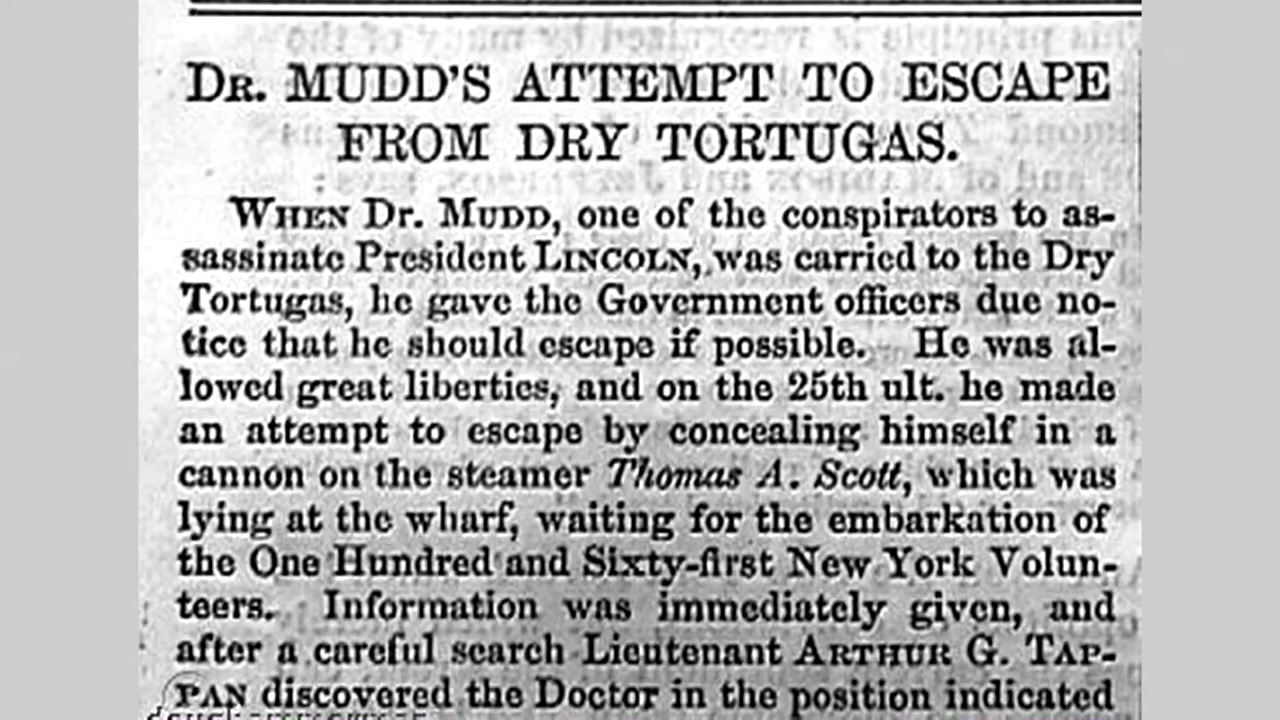 DR. MUDD'S ATTEMPT TO ESCAPE
FROM DRY TORTUGAS.
WHEN Dr. MUDD, one of the conspirators to as-
sassinate President LINCOLN, was carried to the Dry
Tortugas, he gave the Government officers due no-
tice that he should escape if possible. He was al-
lowed great liberties, and on the 25th ult. he made
an attempt to escape by concealing himself in a
cannon on the steamer Thomas A. Scott, which was
lying at the wharf, waiting for the embarkation of
the One Hundred and Sixty-first New York Volun-
teers. Information was immediately given, and
after a careful search Lieutenant ARTHUR G. TAP-
PAN discovered the Doctor in the position indicated